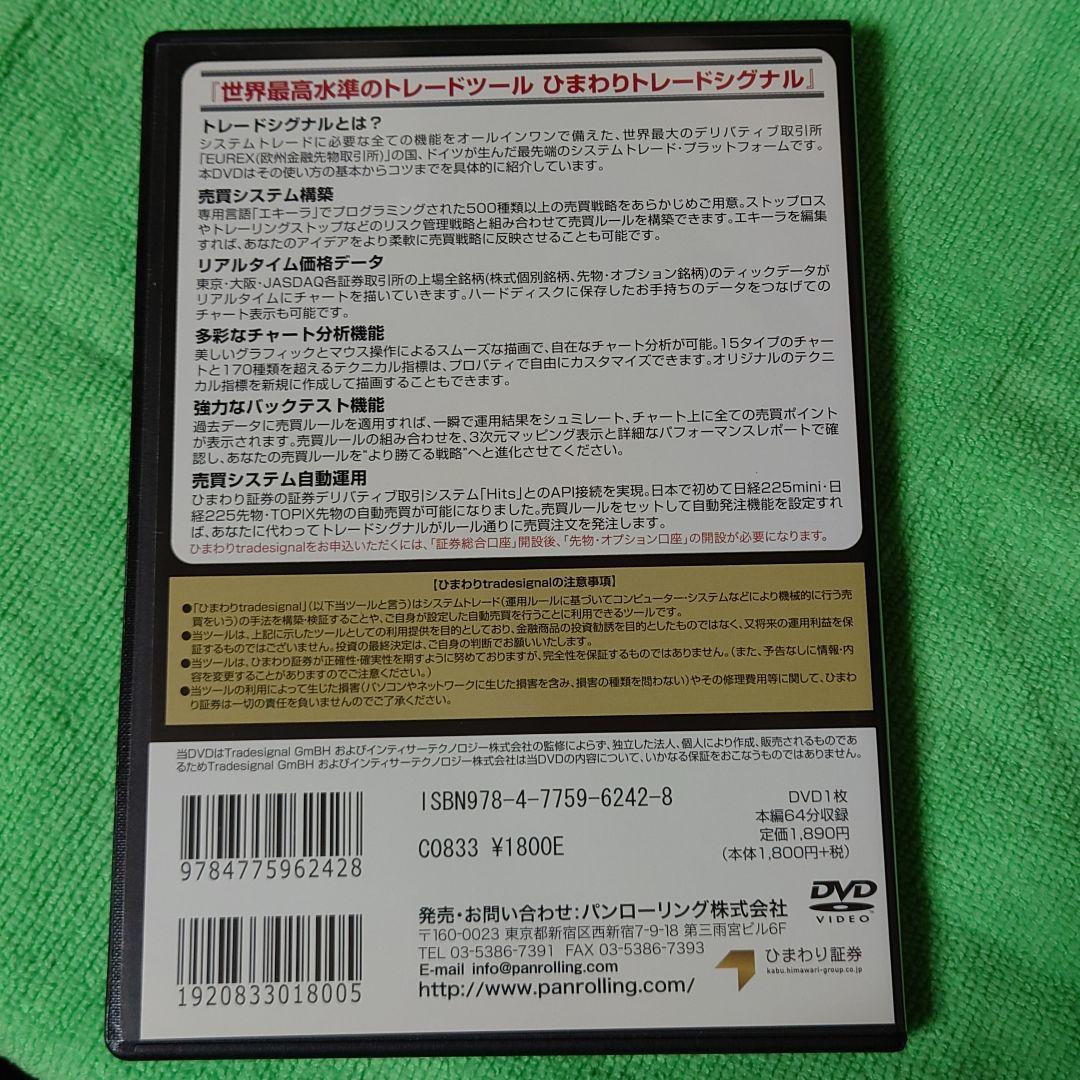 『世界最高水準のトレードツール ひまわりトレードシグナル』
トレードシグナルとは？
システムトレードに必要な全ての機能をオールインワンで備えた、世界最大のデリバティブ取引所
「EUREX(欧州金融先物取引所)」の国、ドイツが生んだ最先端のシステムトレード・プラットフォームです。
本DVDはその使い方の基本からコツまでを具体的に紹介しています。
売買システム構築
専用言語「エキーラ」でプログラミングされた500種類以上の売買戦略をあらかじめご用意。ストップロス
やトレーリングストップなどのリスク管理戦略と組み合わせて売買ルールを構築できます。エキーラを編集
すれば、あなたのアイデアをより柔軟に売買戦略に反映させることも可能です。
リアルタイム価格データ
東京・大阪・JASDAQ各証券取引所の上場全銘柄(株式個別銘柄、先物・オプション銘柄)のティックデータが
リアルタイムにチャートを描いていきます。ハードディスクに保存したお手持ちのデータをつなげての
チャート表示も可能です。
多彩なチャート分析機能
美しいグラフィックとマウス操作によるスムーズな描画で、自在なチャート分析が可能。15タイプのチャー
トと170種類を超えるテクニカル指標は、プロパティで自由にカスタマイズできます。オリジナルのテクニ
カル指標を新規に作成して描画することもできます。
強力なバックテスト機能
過去データに売買ルールを適用すれば、一瞬で運用結果をシュミレート、チャート上に全ての売買ポイント
が表示されます。売買ルールの組み合わせを、3次元マッピング表示と詳細なパフォーマンスレポートで確
認し、あなたの売買ルールを“より勝てる戦略”へと進化させてください。
売買システム自動運用
ひまわり証券の証券デリバティブ取引システム「Hits」とのAPI接続を実現。日本で初めて日経225mini・日
経225先物・TOPIX先物の自動売買が可能になりました。売買ルールをセットして自動発注機能を設定すれ
ば、あなたに代わってトレードシグナルがルール通りに売買注文を発注します。
ひまわりtradesignalをお申込いただくには、「証券総合口座」開設後、「先物・オプション口座」の開設が必要になります。
【ひまわりtradesignalの注意事項】
●「ひまわりtradesignal」（以下当ツールと言う）はシステムトレード（運用ルールに基づいてコンピューター・システムなどにより機械的に行う売
買をいう）の手法を構築・検証することや、ご自身が設定した自動売買を行うことに利用できるツールです。
●当ツールは、上記に示したツールとしての利用提供を目的としており、金融商品の投資勧誘を目的としたものではなく、又将来の運用利益を保
証するものではございません。投資の最終決定は、ご自身の判断でお願いいたします。
●当ツールは、ひまわり証券が正確性・確実性を期すように努めておりますが、完全性を保証するものではありません。（また、予告なしに情報・内
容を変更することがありますのでご注意ください。）
●当ツールの利用によって生じた損害（パソコンやネットワークに生じた損害を含み、損害の種類を問わない）やその修理費用等に関して、ひまわ
り証券は一切の責任を負いませんのでご了承ください。
当DVDはTradesignal GmBH およびインティサーテクノロジー株式会社の監修によらず、独立した法人、個人により作成、販売されるものであ
るためTradesignal GmBH およびインティサーテクノロジー株式会社は当DVDの内容について、いかなる保証をおこなうものではありません。
9784775962428
ISBN978-4-7759-6242-8
C0833 ¥1800E
DVD1枚
本編64分収録
定価1,890円
（本体1,800円+税）
DVD
VIDEO
1920833018005
発売・お問い合わせ：パンローリング株式会社
〒160-0023 東京都新宿区西新宿7-9-18 第三雨宮ビル6F
TEL 03-5386-7391 FAX 03-5386-7393
E-mail info@panrolling.com
http://www.panrolling.com/
ひまわり証券
kabu.himawari-group.co.jp